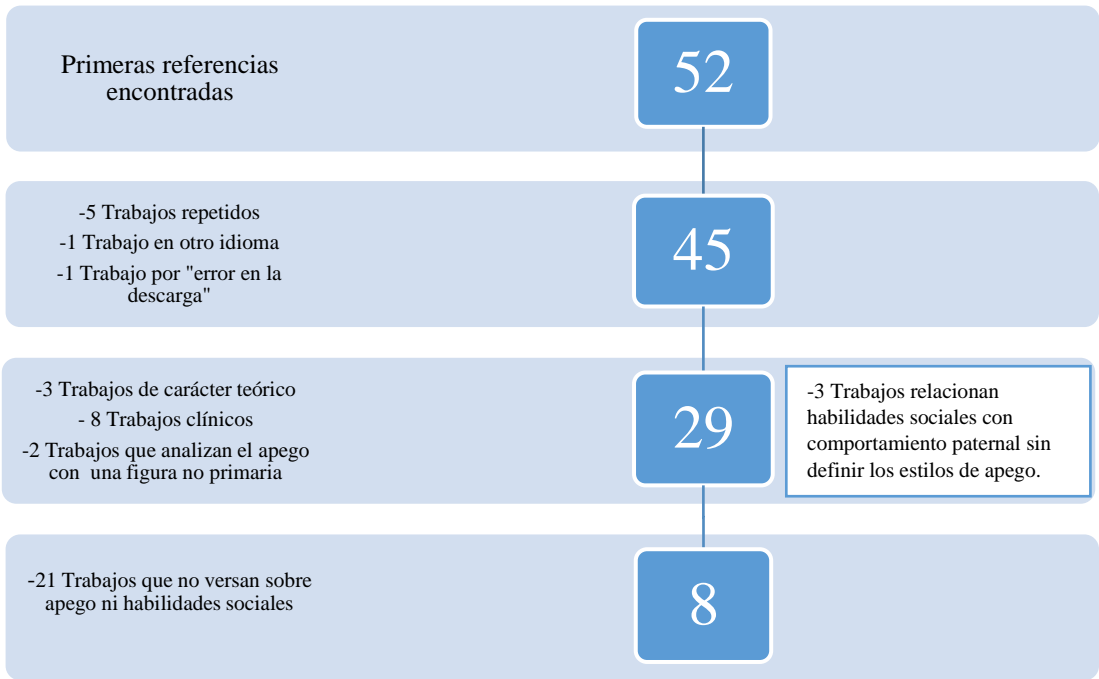 Primeras referencias
encontradas
52
-5 Trabajos repetidos
-1 Trabajo en otro idioma
-1 Trabajo por "error en la
descarga"
45
-3 Trabajos de carácter teórico
- 8 Trabajos clínicos
-2 Trabajos que analizan el apego
con una figura no primaria
29
-3 Trabajos relacionan
habilidades sociales con
comportamiento paternal sin
definir los estilos de apego.
-21 Trabajos que no versan sobre
apego ni habilidades sociales
8